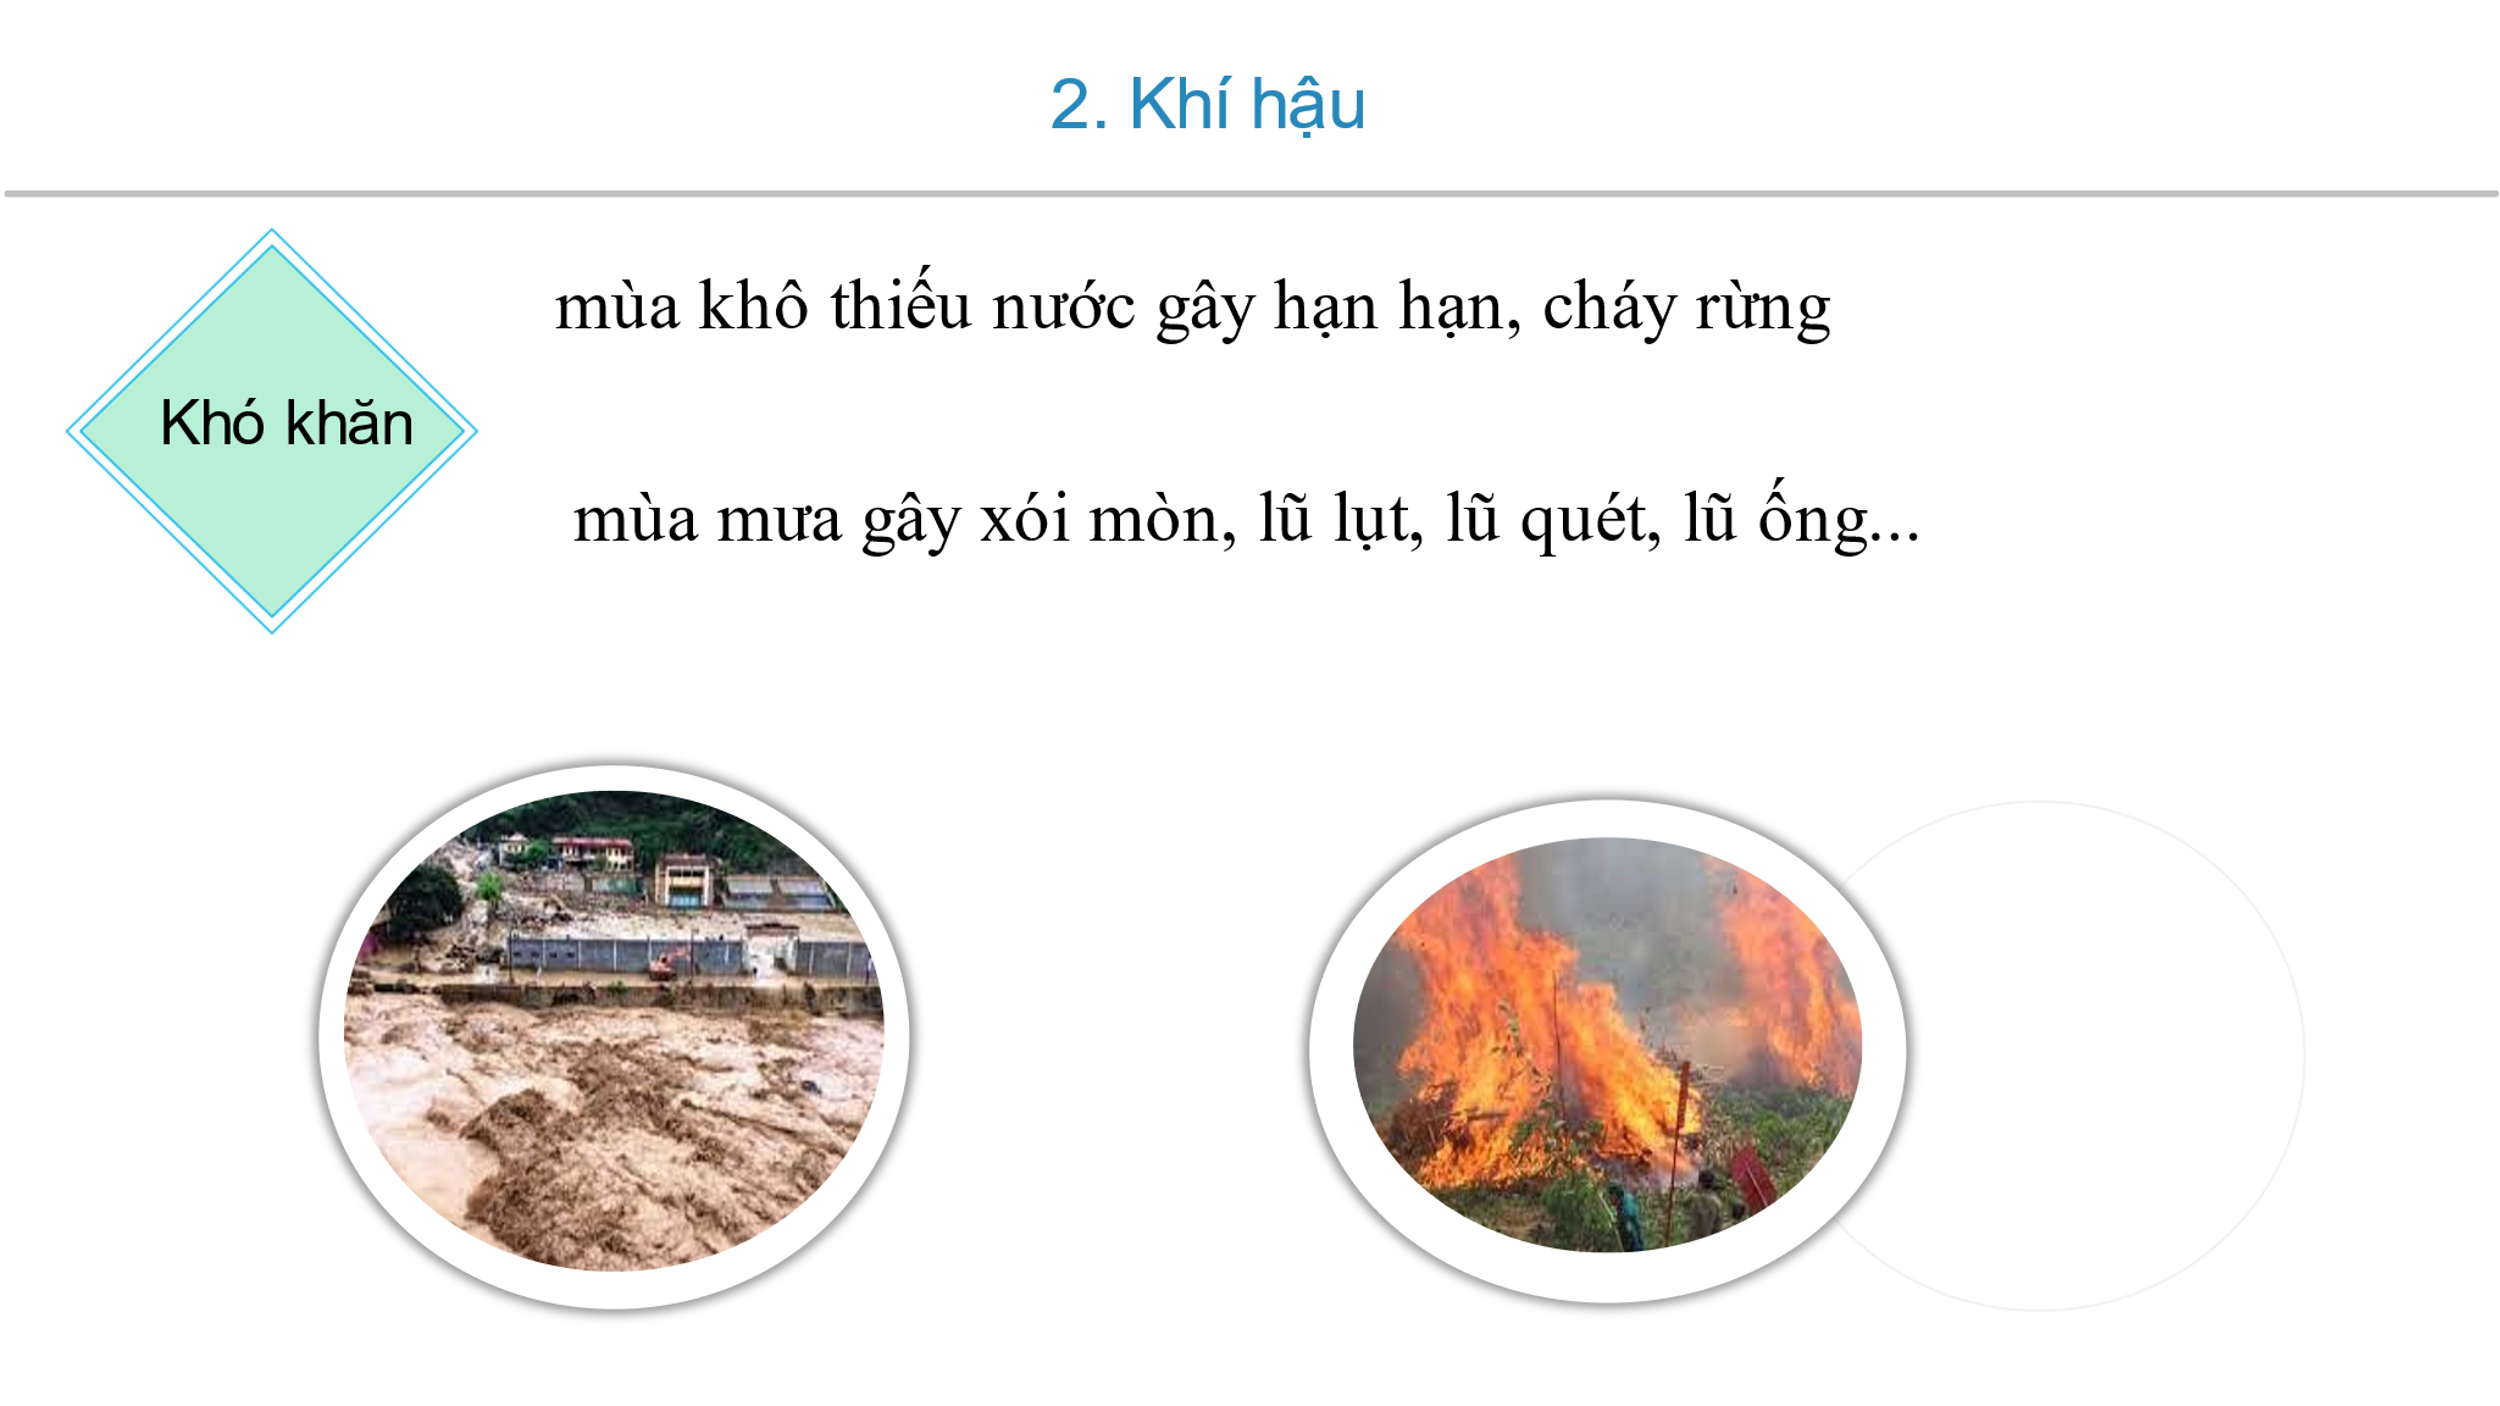 2. Khí hậu
mùa khô thiếu nước gây hạn hạn, cháy rừng
Khó khăn
mùa mưa gây xói mòn, lũ lụt, lũ quét, lũ ống...